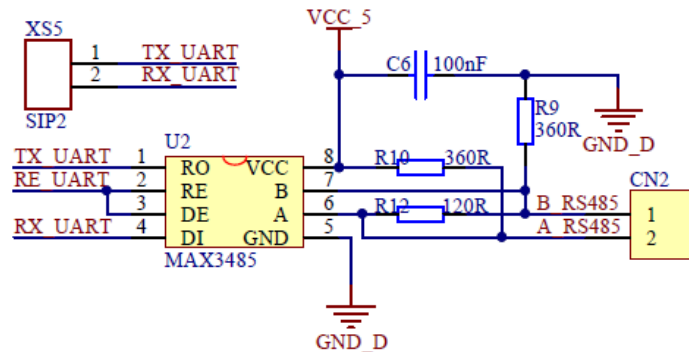 XS5
VCC_5
1 TX_UART
2 RX_UART
SIP2
C6 100nF
R9
360R
GND_D
U2
TX_UART 1 RO VCC 8 R10 360R
RE_UART 2 RE B 7
3 DE A 6 R12 120R
RX_UART 4 DI GND 5
MAX3485
CN2
B_RS485 1
A_RS485 2
GND_D